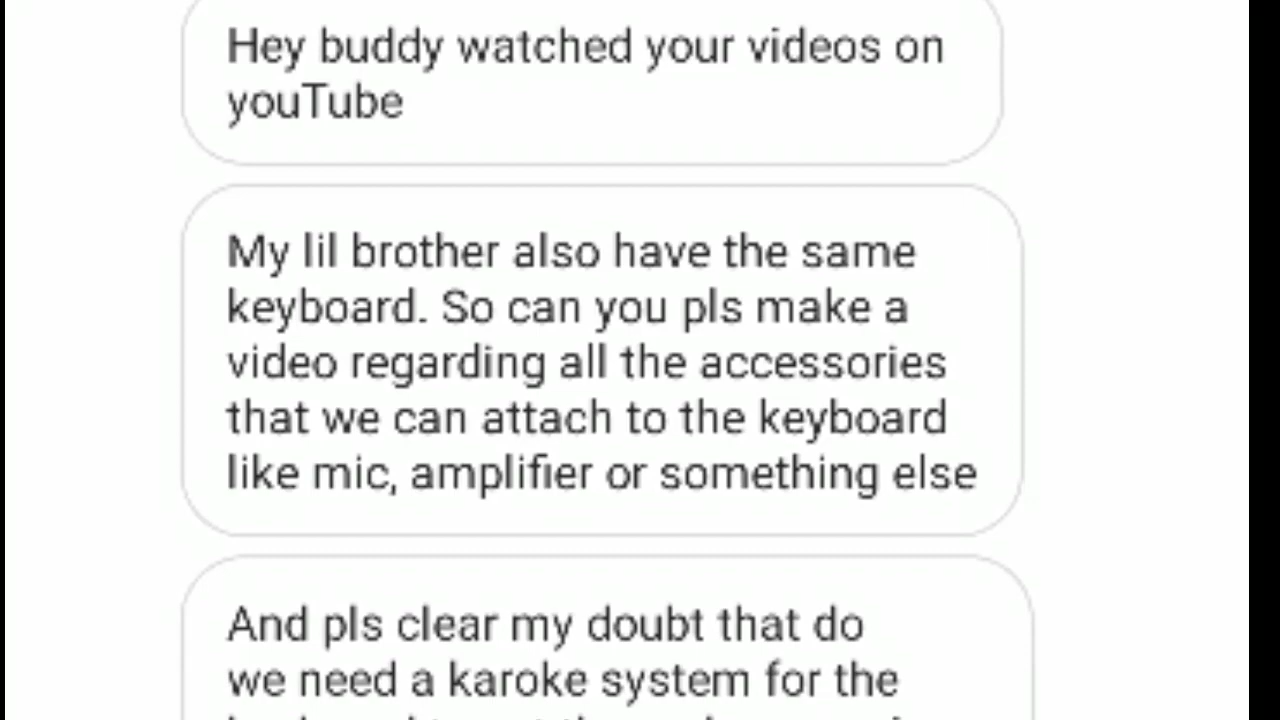 Hey buddy watched your videos on
youTube
My lil brother also have the same
keyboard. So can you pls make a
video regarding all the accessories
that we can attach to the keyboard
like mic, amplifier or something else
And pls clear my doubt that do
we need a karoke system for the